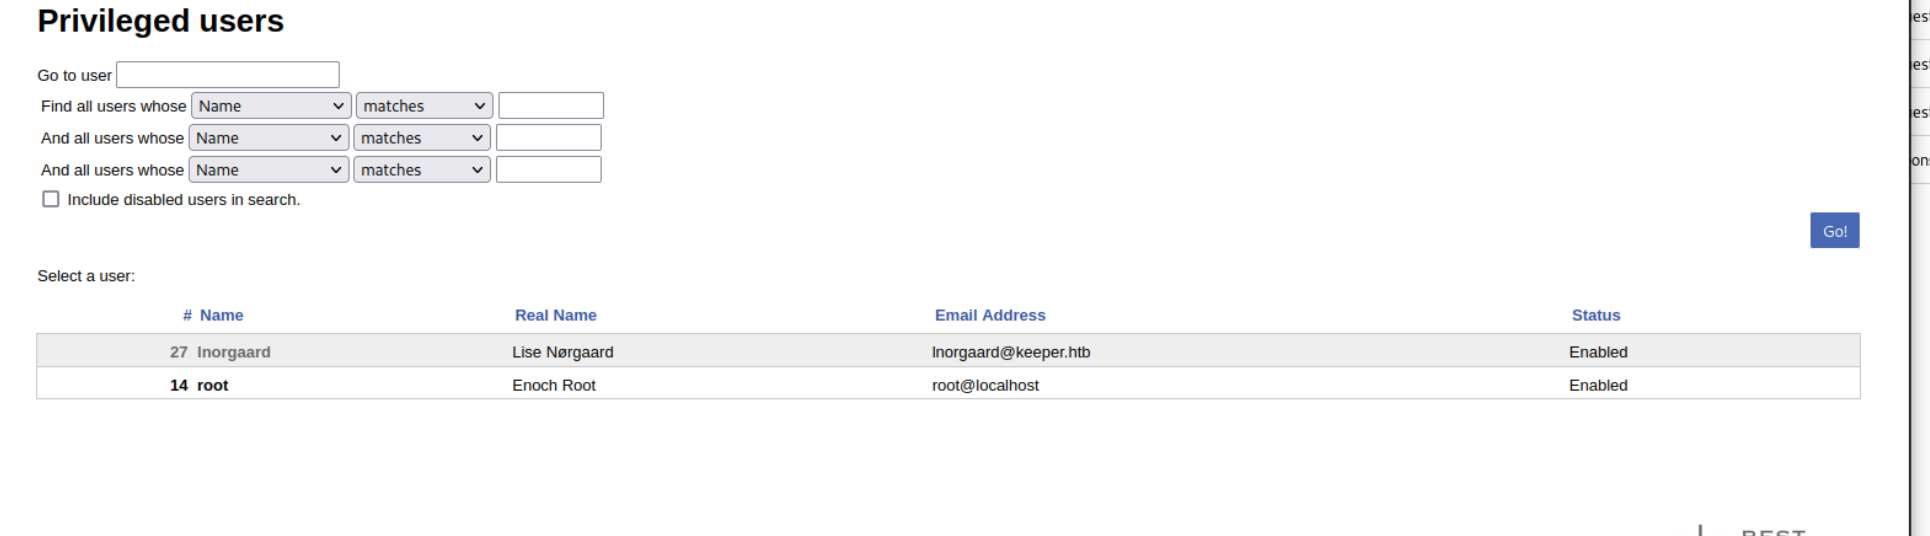 Privileged users
Go to user
Find all users whose Name matches
And all users whose Name matches
And all users whose Name matches
Include disabled users in search.
Go!
Select a user:
# Name Real Name Email Address Status
27 lnorgaard Lise Nørgaard lnorgaard@keeper.htb Enabled
14 root Enoch Root root@localhost Enabled
BEST